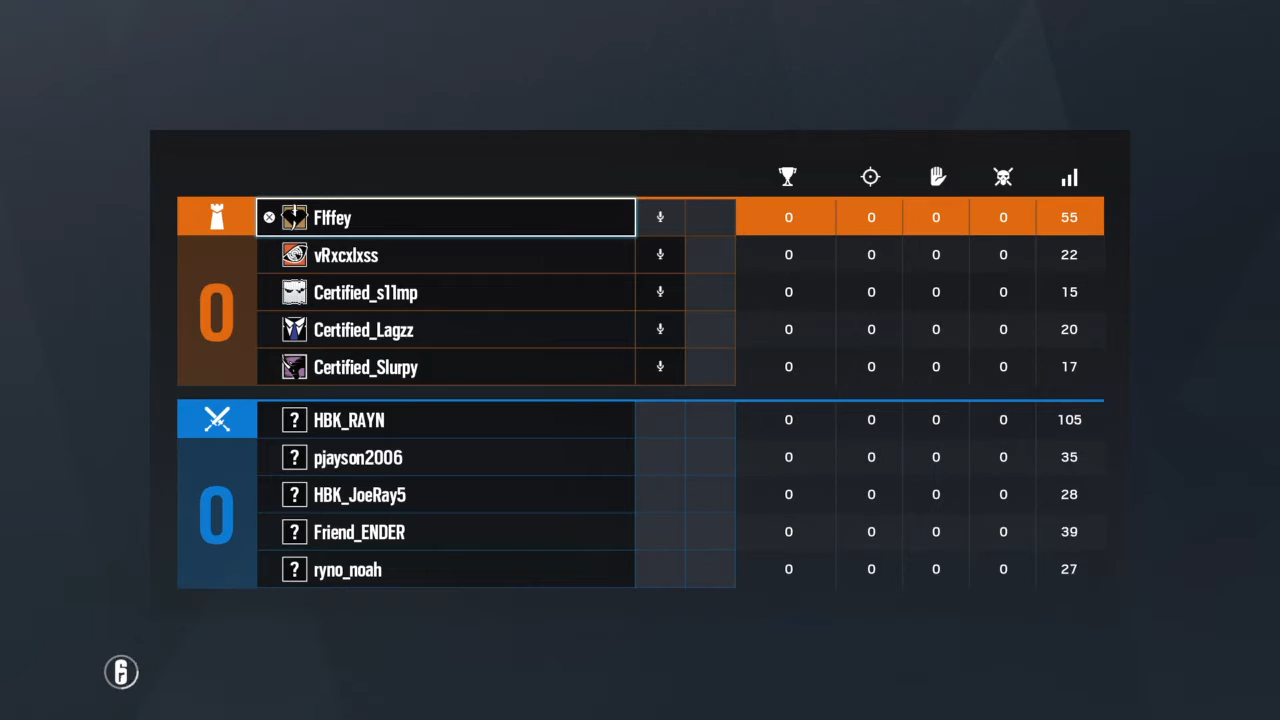 Flffey 0 0 0 0 55
vRxcxlxss 0 0 0 0 22
Certified_s11mp 0 0 0 0 15
0
Certified_Lagzz 0 0 0 0 20
Certified_Slurpy 0 0 0 0 17
? HBK_RAYN 0 0 0 0 105
? pjayson2006 0 0 0 0 35
? HBK_JoeRay5 0 0 0 0 28
0
? Friend_ENDER 0 0 0 0 39
? ryno_noah 0 0 0 0 27
6